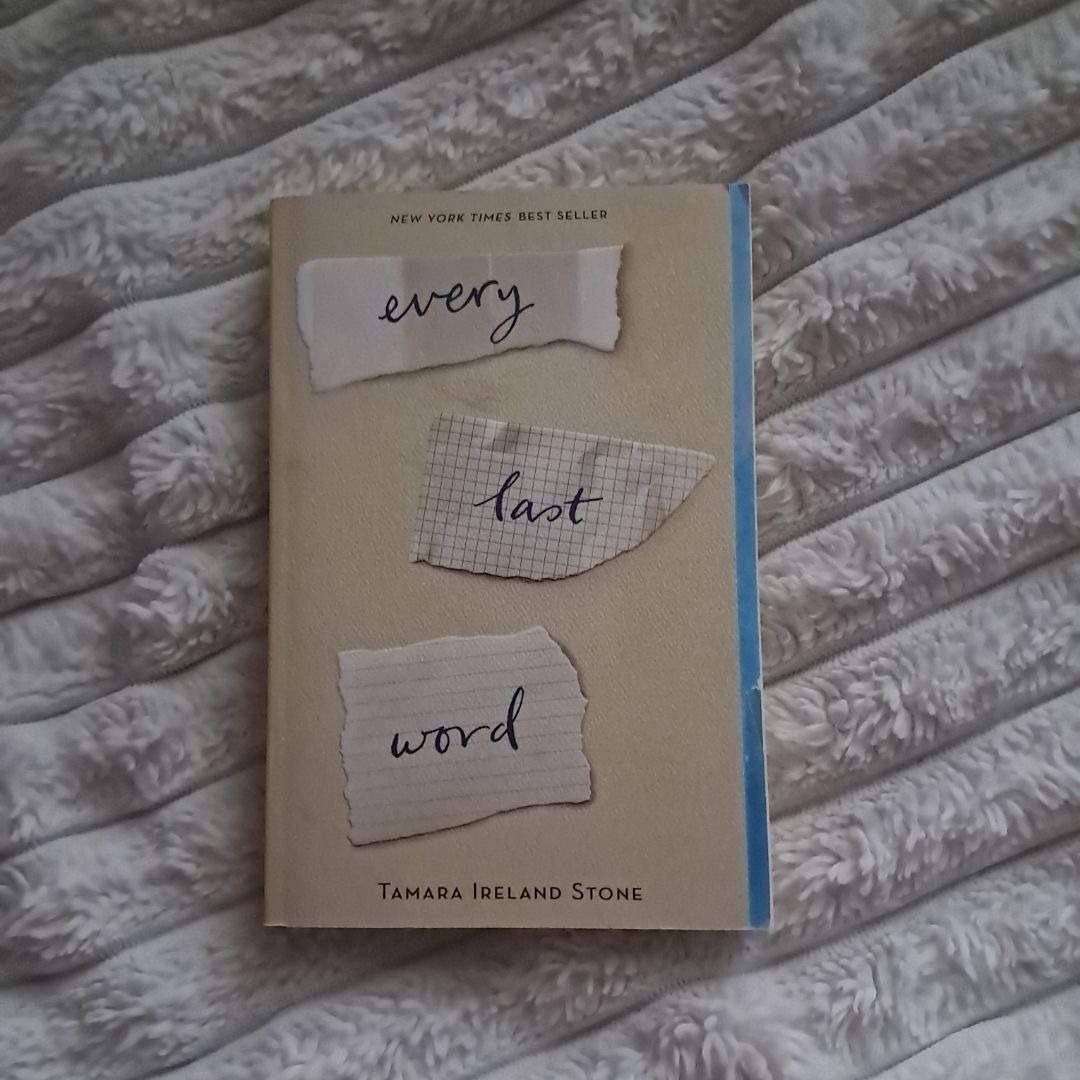 NEW YORK TIMES BEST SELLER
every
last
word
TAMARA IRELAND STONE